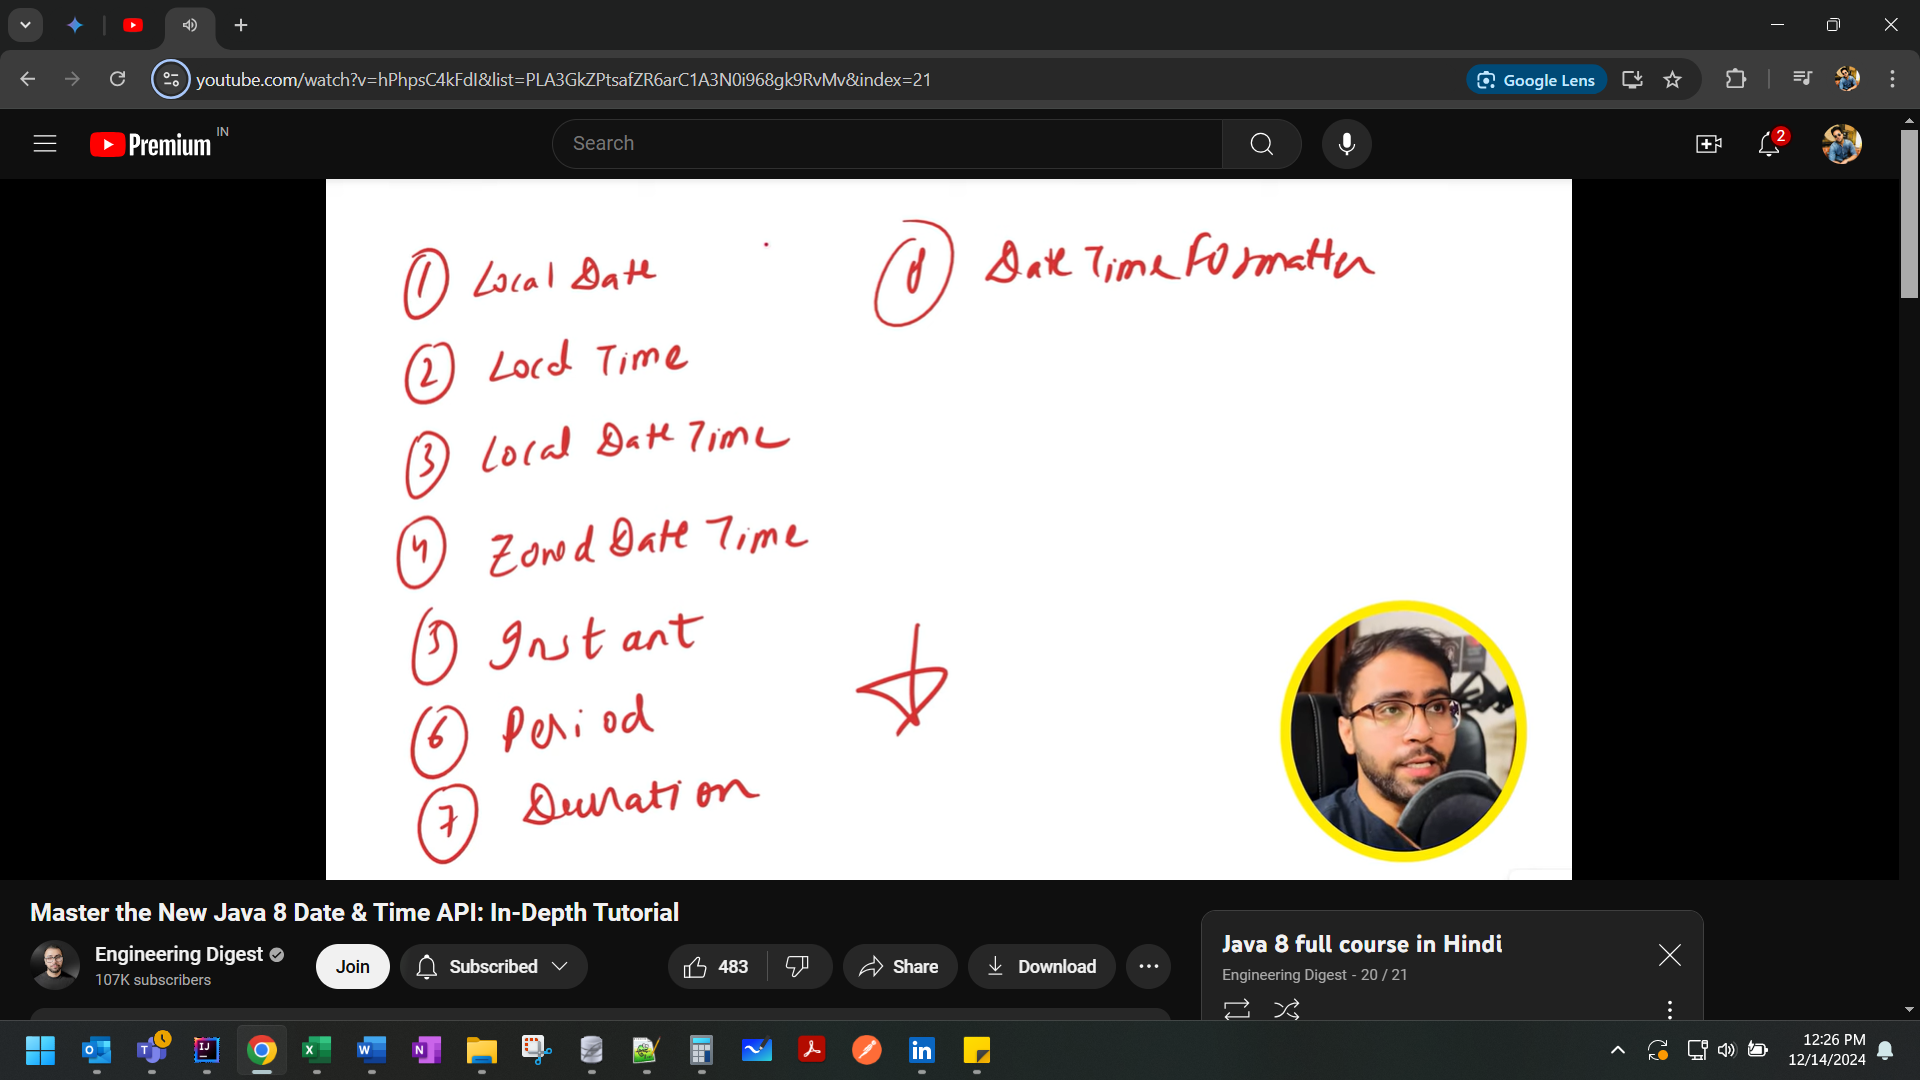 youtube.com/watch?v=hPhpsC4kFdI&list=PLA3GkZPtsafZR6arC1A3N0i968gk9RvMv&index=21
Google Lens
Premium IN
Search
2
1 Local Date
2 Local Time
3 Local Date Time
4 Zoned Date Time
5 Instant
6 Period
7 Duration
8 Date Time Formatter
Master the New Java 8 Date & Time API: In-Depth Tutorial
Engineering Digest
107K subscribers
Join
Subscribed
483
Share
Download
Java 8 full course in Hindi
Engineering Digest - 20 / 21
12:26 PM
12/14/2024